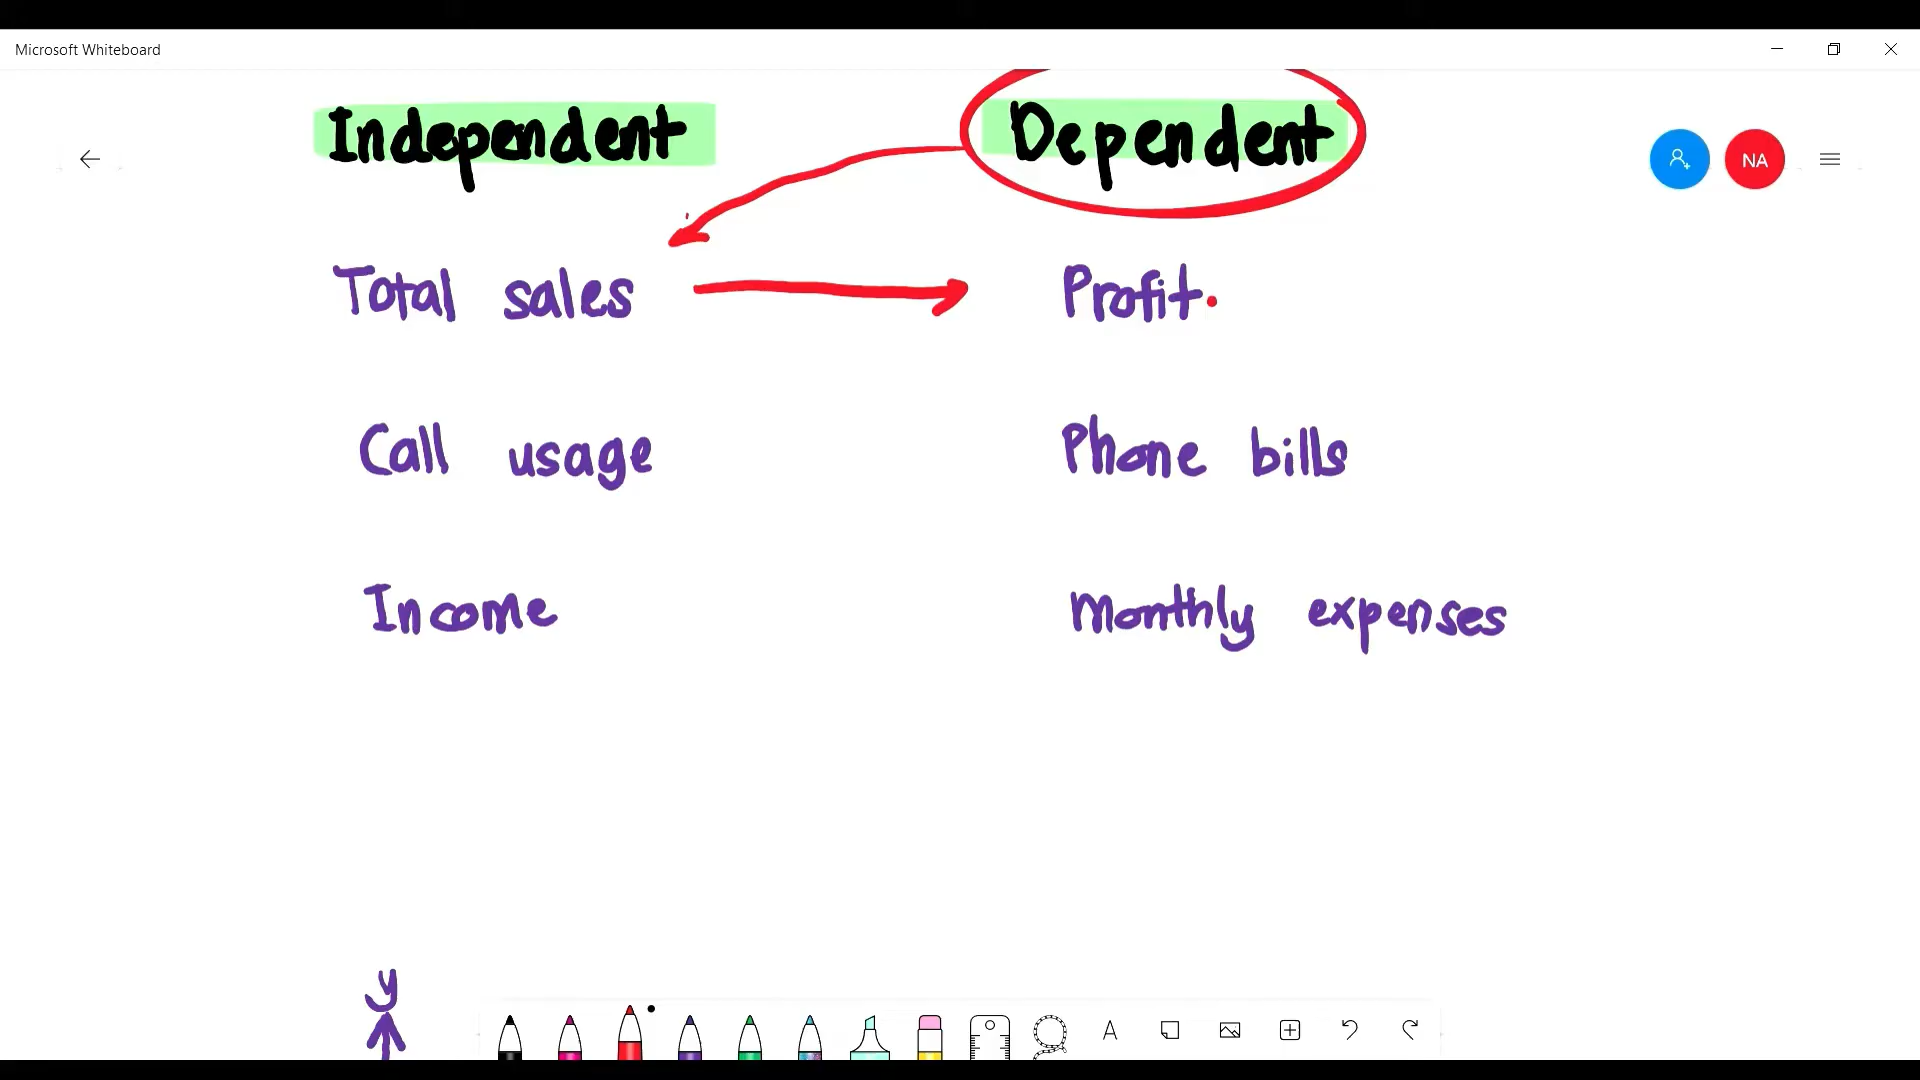 Microsoft Whiteboard
Independent Dependent
NA
Total sales Profit
Call usage Phone bills
Income Monthly expenses
y